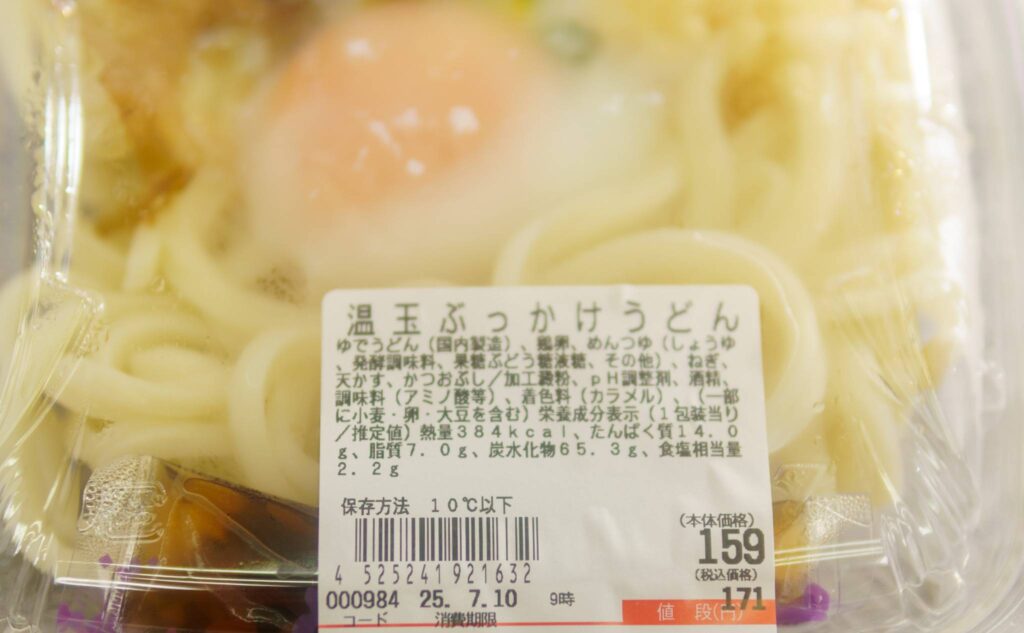 温玉ぶっかけうどん
ゆでうどん（国内製造）、鶏卵、めんつゆ（しょうゆ
、発酵調味料、果糖ぶどう糖液糖、その他）、ねぎ、
天かす、かつおぶし／加工澱粉、ｐＨ調整剤、酒精、
調味料（アミノ酸等）、着色料（カラメル）、（一部
に小麦・卵・大豆を含む）栄養成分表示（１包装当り
／推定値）熱量３８４ｋｃａｌ、たんぱく質１４．０
ｇ、脂質７．０ｇ、炭水化物６５．３ｇ、食塩相当量
２．２ｇ
保存方法　１０℃以下
（本体価格）
159
（税込価格）
171
4 525241 921632
000984 25. 7.10 9時
コード 消費期限 値 段(円)